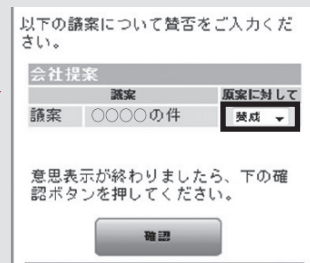 以下の議案について賛否をご入力くだ
さい。
会社提案
議案 原案に対して
議案 ○○○○の件 賛成
意思表示が終わりましたら、下の確
認ボタンを押してください。
確認